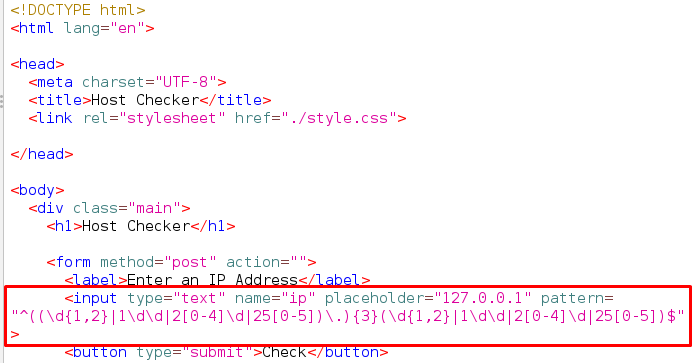 <!DOCTYPE html>
<html lang="en">
<head>
<meta charset="UTF-8">
<title>Host Checker</title>
<link rel="stylesheet" href="./style.css">
</head>
<body>
<div class="main">
<h1>Host Checker</h1>
<form method="post" action="">
<label>Enter an IP Address</label>
<input type="text" name="ip" placeholder="127.0.0.1" pattern=
"^((\d{1,2}|1\d\d|2[0-4]\d|25[0-5])\.){3}(\d{1,2}|1\d\d|2[0-4]\d|25[0-5])$"
>
<button type="submit">Check</button>